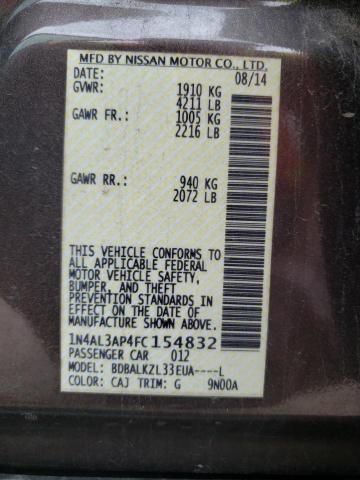 MFD BY NISSAN MOTOR CO., LTD.
DATE: 08/14
GVWR: 1910 KG
4211 LB
GAWR FR: 1005 KG
2216 LB
GAWR RR: 940 KG
2072 LB
THIS VEHICLE CONFORMS TO
ALL APPLICABLE FEDERAL
MOTOR VEHICLE SAFETY,
BUMPER, AND THEFT
PREVENTION STANDARDS IN
EFFECT ON THE DATE OF
MANUFACTURE SHOWN ABOVE.
1N4AL3AP4FC154832
PASSENGER CAR 012
MODEL: BDBALKZL33EUA----L
COLOR: CAJ TRIM: G 9N00A